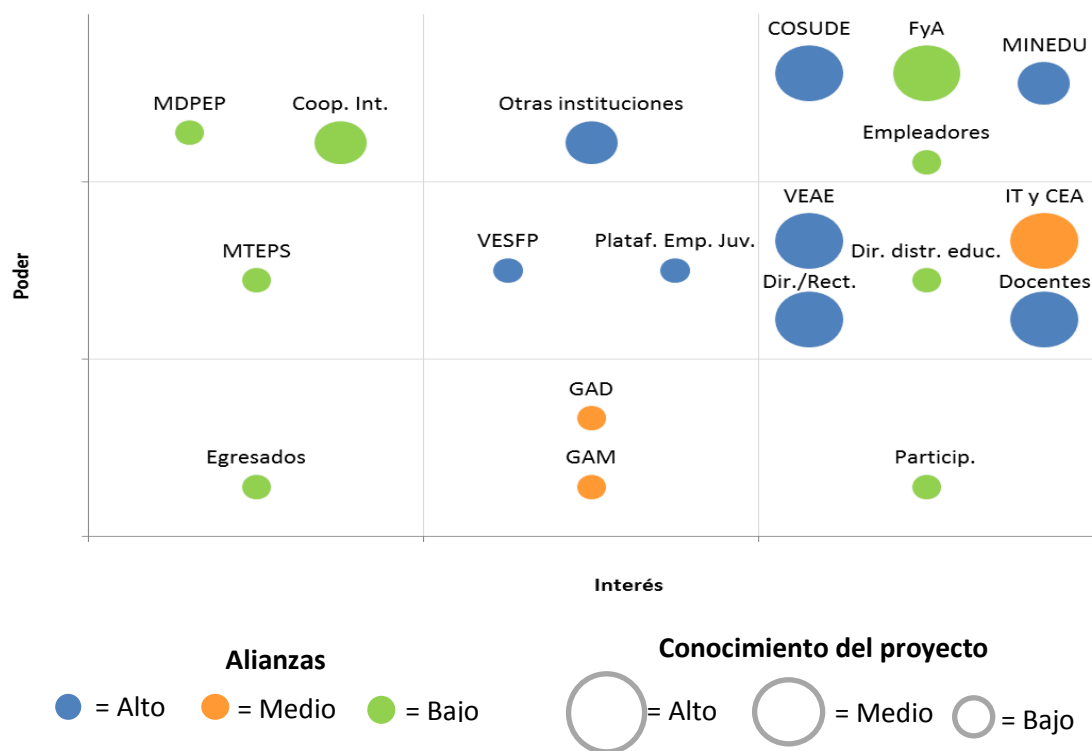 COSUDE
FyA
MINEDU
MDPEP
Coop. Int.
Otras instituciones
Empleadores
VEAE
IT y CEA
MTEPS
VESFP
Plataf. Emp. Juv.
Dir. distr. educ.
Dir./Rect.
Docentes
Poder
GAD
Egresados
GAM
Particip.
Interés
Alianzas
= Alto
= Medio
= Bajo
Conocimiento del proyecto
= Alto
= Medio
= Bajo